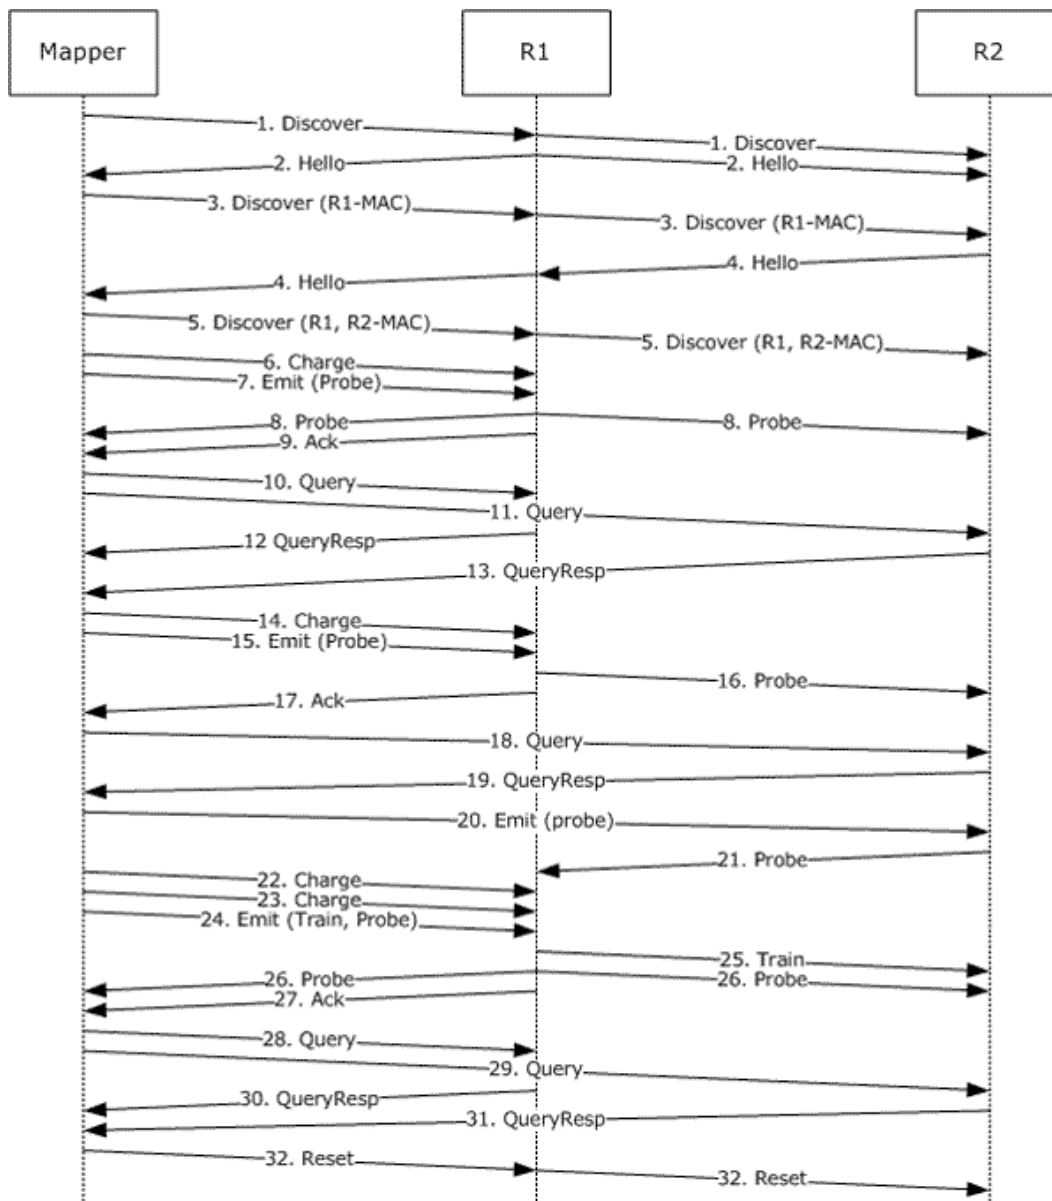 Mapper
R1
R2
1. Discover
1. Discover
2. Hello
2. Hello
3. Discover (R1-MAC)
3. Discover (R1-MAC)
4. Hello
4. Hello
5. Discover (R1, R2-MAC)
5. Discover (R1, R2-MAC)
6. Charge
7. Emit (Probe)
8. Probe
8. Probe
9. Ack
10. Query
11. Query
12 QueryResp
13. QueryResp
14. Charge
15. Emit (Probe)
16. Probe
17. Ack
18. Query
19. QueryResp
20. Emit (probe)
21. Probe
22. Charge
23. Charge
24. Emit (Train, Probe)
25. Train
26. Probe
26. Probe
27. Ack
28. Query
29. Query
30. QueryResp
31. QueryResp
32. Reset
32. Reset